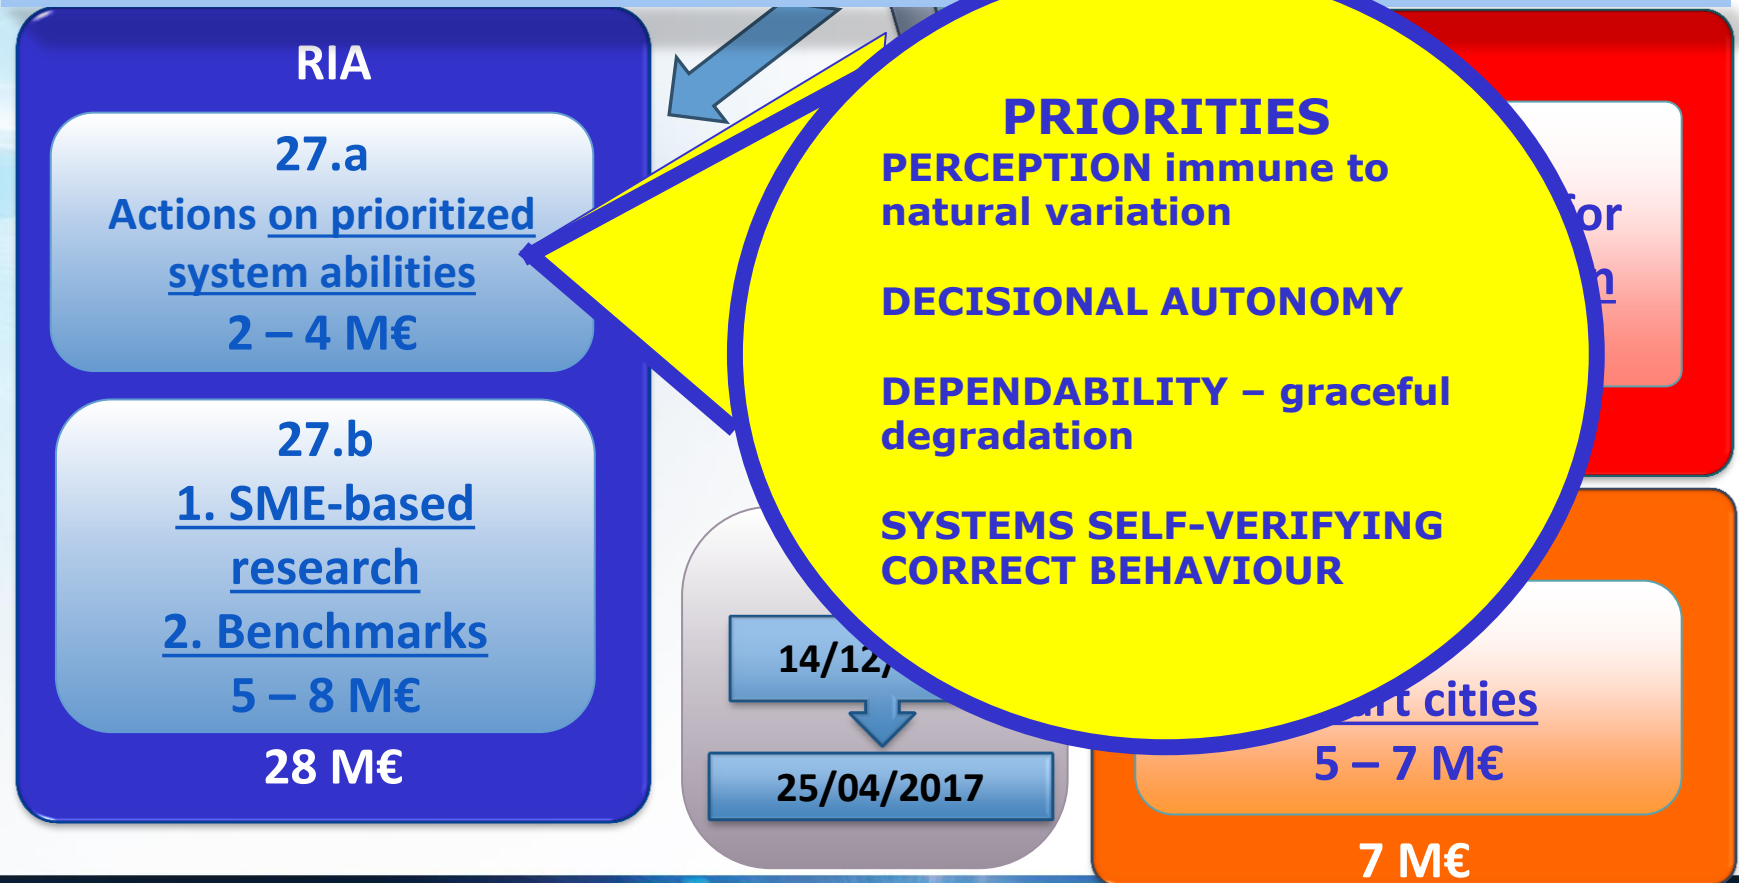 RIA
27.a
Actions on prioritized
system abilities
2 – 4 M€
27.b
1. SME-based
research
2. Benchmarks
5 – 8 M€
28 M€
PRIORITIES
PERCEPTION immune to
natural variation
DECISIONAL AUTONOMY
DEPENDABILITY – graceful
degradation
SYSTEMS SELF-VERIFYING
CORRECT BEHAVIOUR
14/12/
25/04/2017
cities
5 – 7 M€
7 M€